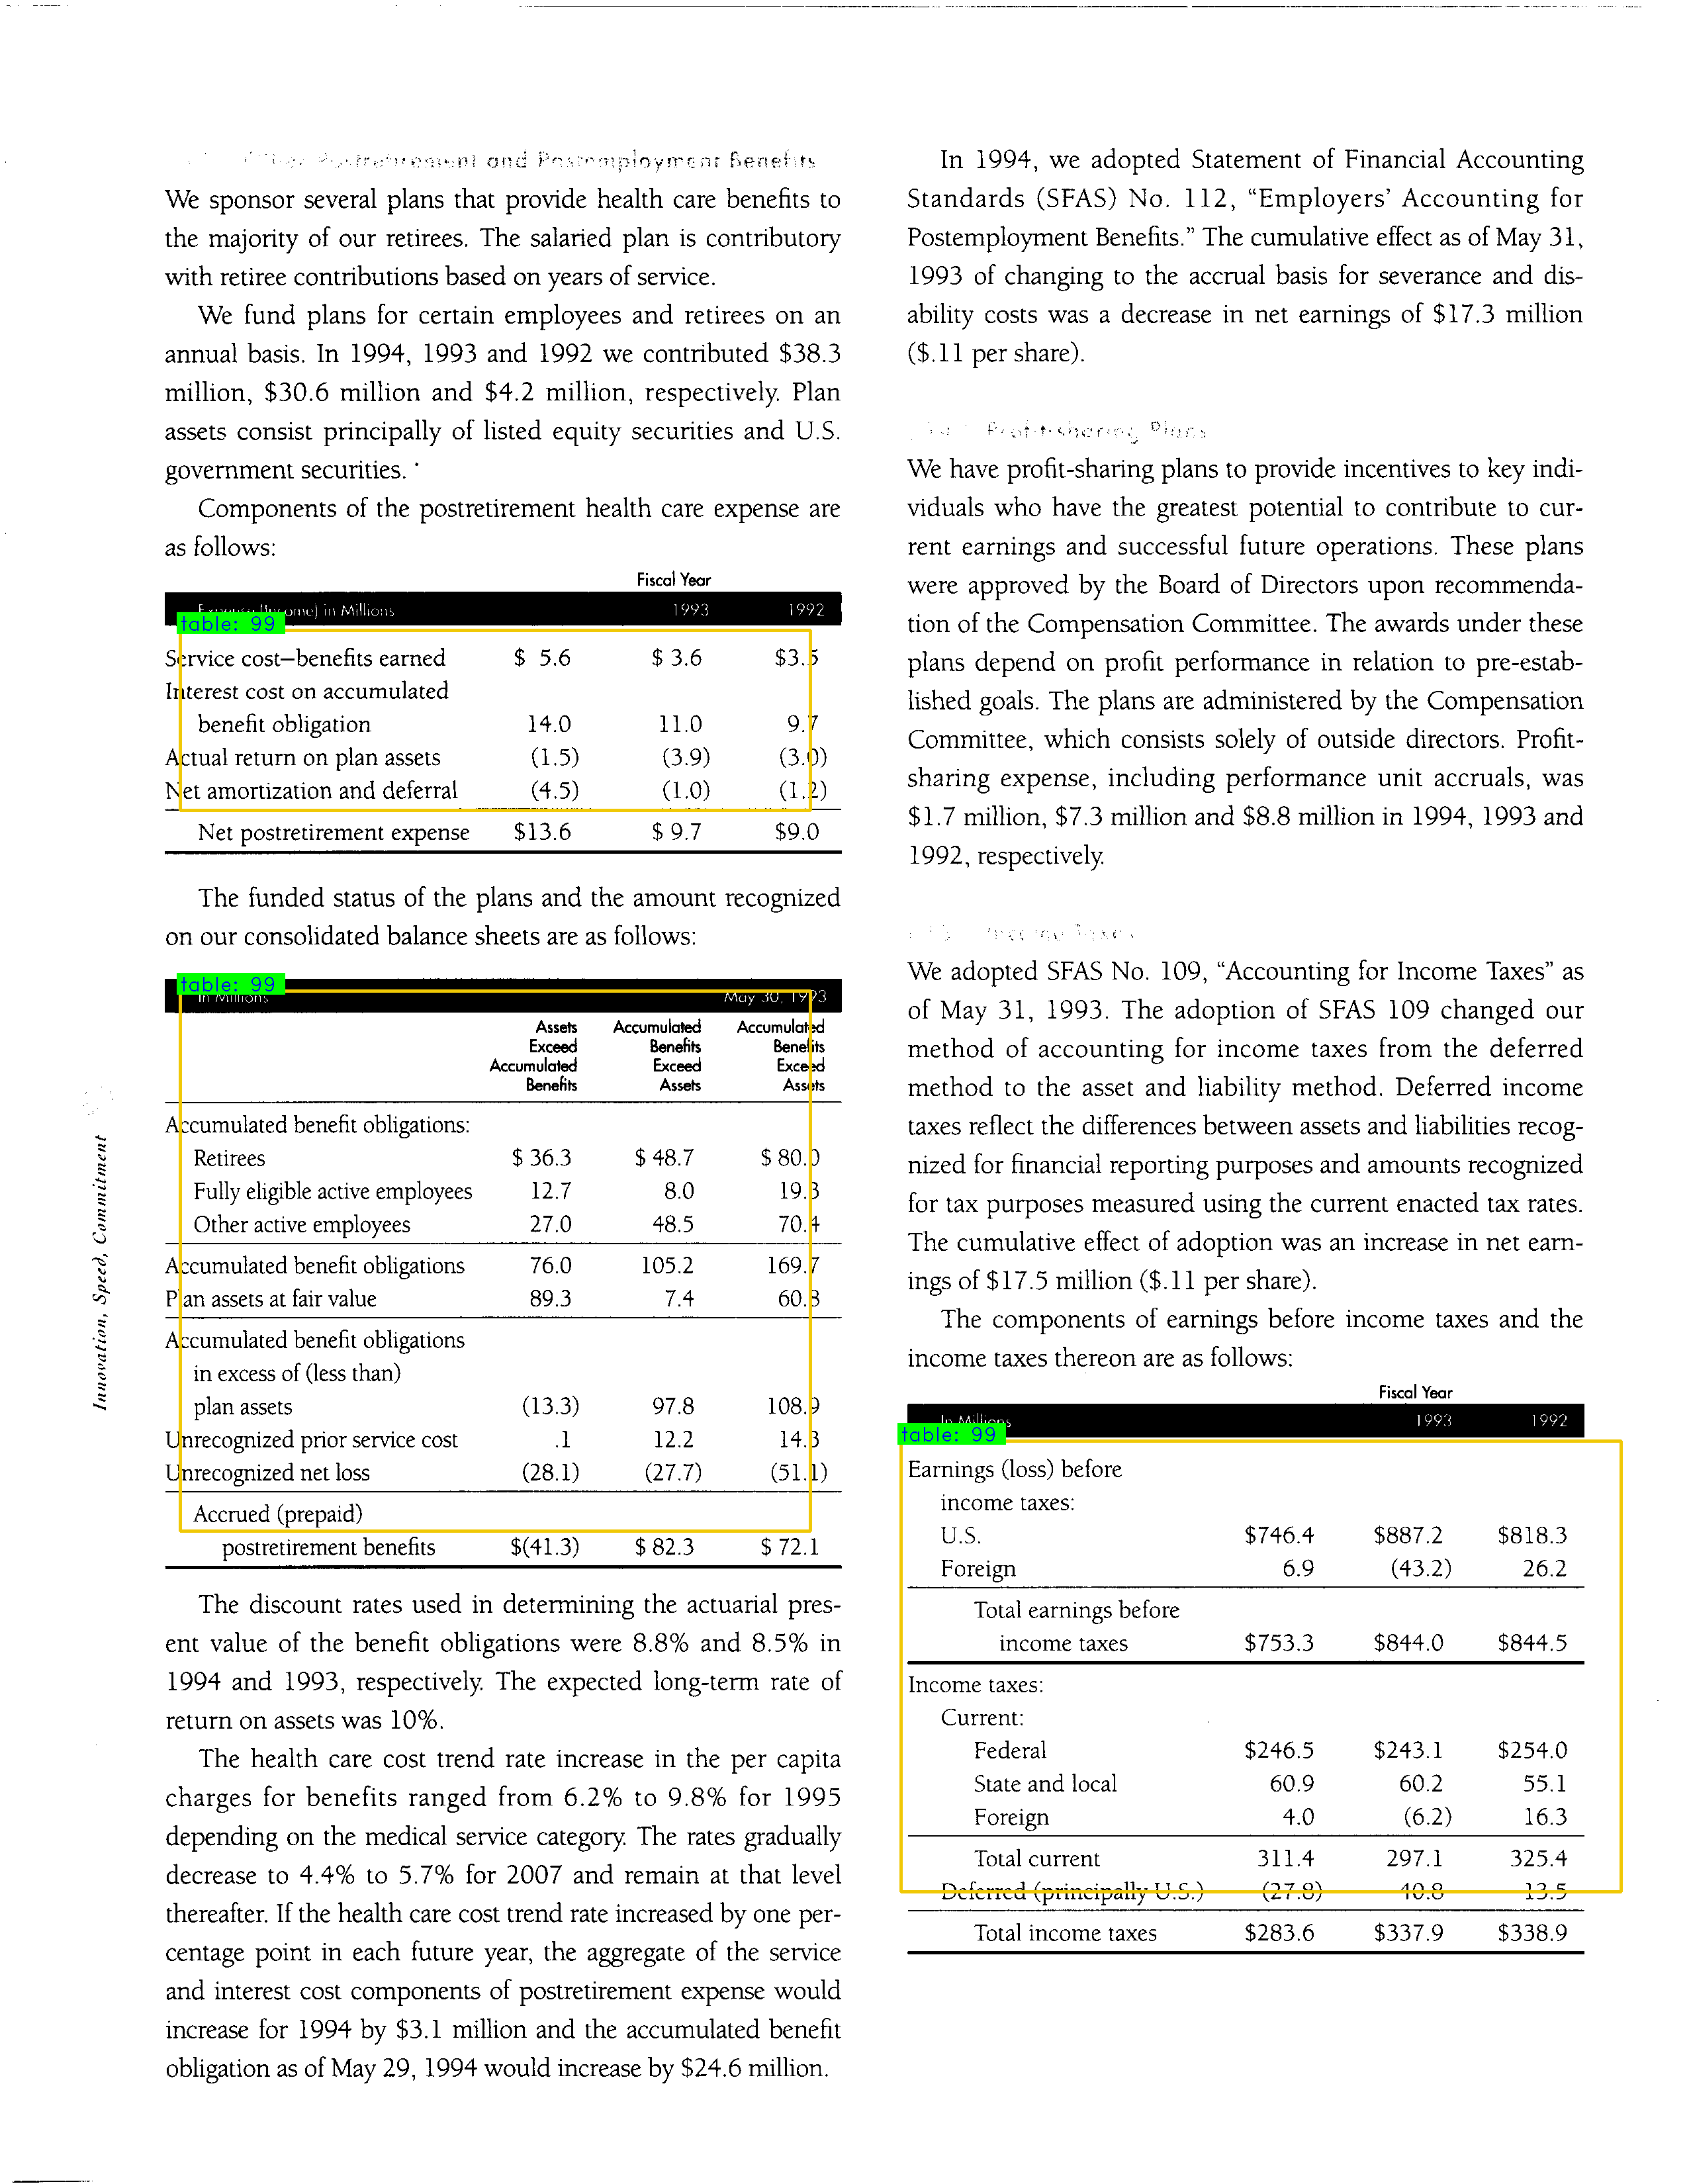 Other Postretirement and Postemployment Benefits
We sponsor several plans that provide health care benefits to
the majority of our retirees. The salaried plan is contributory
with retiree contributions based on years of service.
We fund plans for certain employees and retirees on an
annual basis. In 1994, 1993 and 1992 we contributed $38.3
million, $30.6 million and $4.2 million, respectively. Plan
assets consist principally of listed equity securities and U.S.
government securities.
Components of the postretirement health care expense are
as follows:
Fiscal Year
Expense (Income) in Millions 1993 1992
table: 99
Service cost–benefits earned $ 5.6 $ 3.6 $3.5
Interest cost on accumulated
benefit obligation 14.0 11.0 9.7
Actual return on plan assets (1.5) (3.9) (3.0)
Net amortization and deferral (4.5) (1.0) (1.2)
Net postretirement expense $13.6 $ 9.7 $9.0
The funded status of the plans and the amount recognized
on our consolidated balance sheets are as follows:
table: 99
In Millions May 30, 1993
Assets Accumulated Accumulated
Exceed Benefits Benefits
Accumulated Exceed Exceed
Benefits Assets Assets
Accumulated benefit obligations:
Retirees $ 36.3 $ 48.7 $ 80.0
Fully eligible active employees 12.7 8.0 19.3
Other active employees 27.0 48.5 70.4
Accumulated benefit obligations 76.0 105.2 169.7
Plan assets at fair value 89.3 7.4 60.8
Accumulated benefit obligations
in excess of (less than)
plan assets (13.3) 97.8 108.9
Unrecognized prior service cost .1 12.2 14.3
Unrecognized net loss (28.1) (27.7) (51.1)
Accrued (prepaid)
postretirement benefits $(41.3) $ 82.3 $ 72.1
The discount rates used in determining the actuarial pres-
ent value of the benefit obligations were 8.8% and 8.5% in
1994 and 1993, respectively. The expected long-term rate of
return on assets was 10%.
The health care cost trend rate increase in the per capita
charges for benefits ranged from 6.2% to 9.8% for 1995
depending on the medical service category. The rates gradually
decrease to 4.4% to 5.7% for 2007 and remain at that level
thereafter. If the health care cost trend rate increased by one per-
centage point in each future year, the aggregate of the service
and interest cost components of postretirement expense would
increase for 1994 by $3.1 million and the accumulated benefit
obligation as of May 29, 1994 would increase by $24.6 million.
Innovation, Speed, Commitment
In 1994, we adopted Statement of Financial Accounting
Standards (SFAS) No. 112, “Employers’ Accounting for
Postemployment Benefits.” The cumulative effect as of May 31,
1993 of changing to the accrual basis for severance and dis-
ability costs was a decrease in net earnings of $17.3 million
($.11 per share).
Profit-sharing Plans
We have profit-sharing plans to provide incentives to key indi-
viduals who have the greatest potential to contribute to cur-
rent earnings and successful future operations. These plans
were approved by the Board of Directors upon recommenda-
tion of the Compensation Committee. The awards under these
plans depend on profit performance in relation to pre-estab-
lished goals. The plans are administered by the Compensation
Committee, which consists solely of outside directors. Profit-
sharing expense, including performance unit accruals, was
$1.7 million, $7.3 million and $8.8 million in 1994, 1993 and
1992, respectively.
Income Taxes
We adopted SFAS No. 109, “Accounting for Income Taxes” as
of May 31, 1993. The adoption of SFAS 109 changed our
method of accounting for income taxes from the deferred
method to the asset and liability method. Deferred income
taxes reflect the differences between assets and liabilities recog-
nized for financial reporting purposes and amounts recognized
for tax purposes measured using the current enacted tax rates.
The cumulative effect of adoption was an increase in net earn-
ings of $17.5 million ($.11 per share).
The components of earnings before income taxes and the
income taxes thereon are as follows:
Fiscal Year
In Millions 1993 1992
table: 99
Earnings (loss) before
income taxes:
U.S. $746.4 $887.2 $818.3
Foreign 6.9 (43.2) 26.2
Total earnings before
income taxes $753.3 $844.0 $844.5
Income taxes:
Current:
Federal $246.5 $243.1 $254.0
State and local 60.9 60.2 55.1
Foreign 4.0 (6.2) 16.3
Total current 311.4 297.1 325.4
Deferred (principally U.S.) (27.8) 40.8 13.5
Total income taxes $283.6 $337.9 $338.9